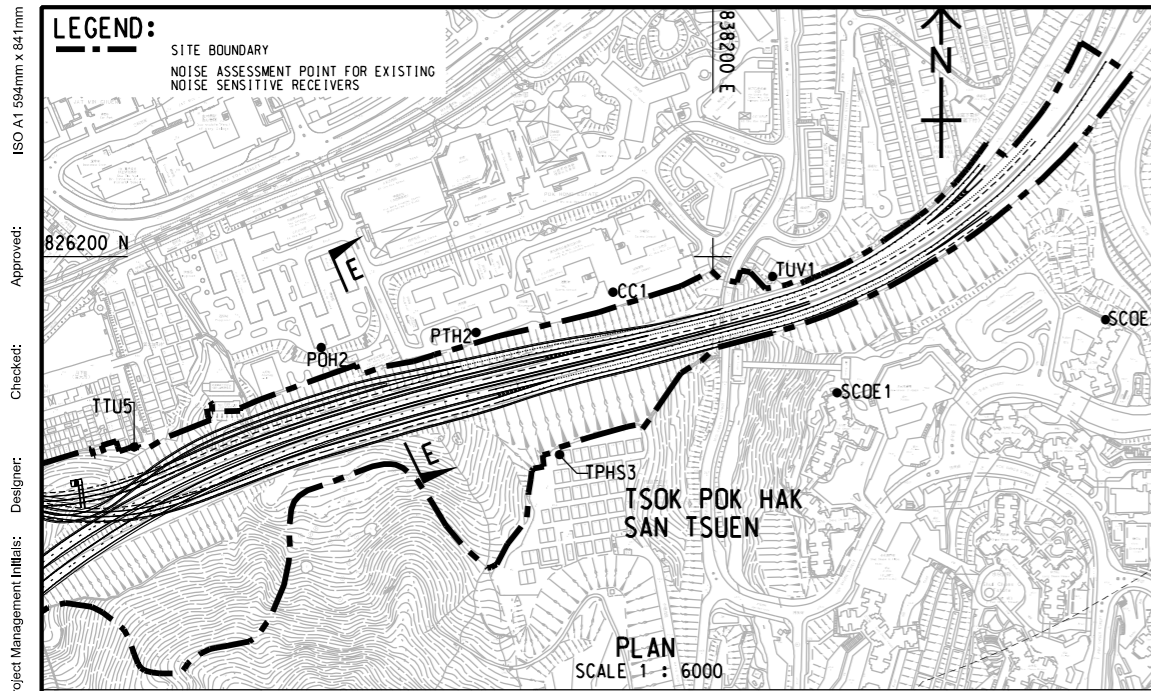 LEGEND:
SITE BOUNDARY
NOISE ASSESSMENT POINT FOR EXISTING
NOISE SENSITIVE RECEIVERS
ISO A1 594mm x 841mm
Approved:
Checked:
Designer:
oject Management Initials:
838200 E
N
826200 N
E
TUV1
CC1
PTH2
POH2
SCOE
SCOE1
TTU5
E
TPHS3
TSOK POK HAK
SAN TSUEN
PLAN
SCALE 1 : 6000